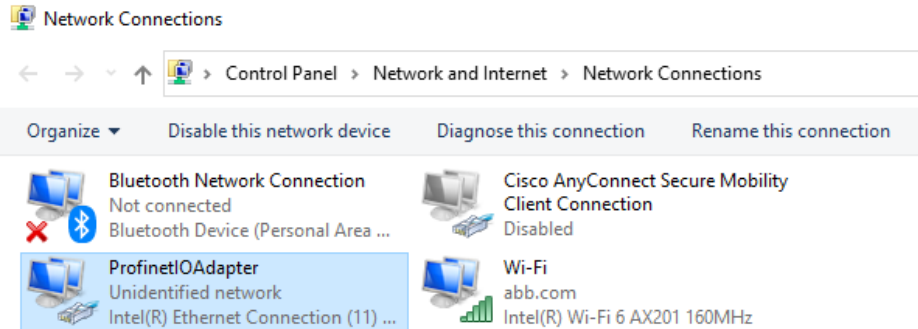 Network Connections
Control Panel > Network and Internet > Network Connections
Organize Disable this network device Diagnose this connection Rename this connection
Bluetooth Network Connection
Not connected
Bluetooth Device (Personal Area ...
Cisco AnyConnect Secure Mobility
Client Connection
Disabled
ProfinetIOAdapter
Unidentified network
Intel(R) Ethernet Connection (11) ...
Wi-Fi
abb.com
Intel(R) Wi-Fi 6 AX201 160MHz